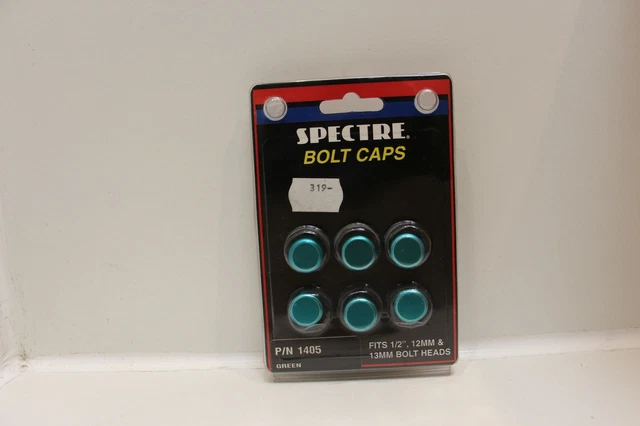 SPECTRE®
BOLT CAPS
319-
P/N 1405
GREEN
FITS 1/2", 12MM &
13MM BOLT HEADS